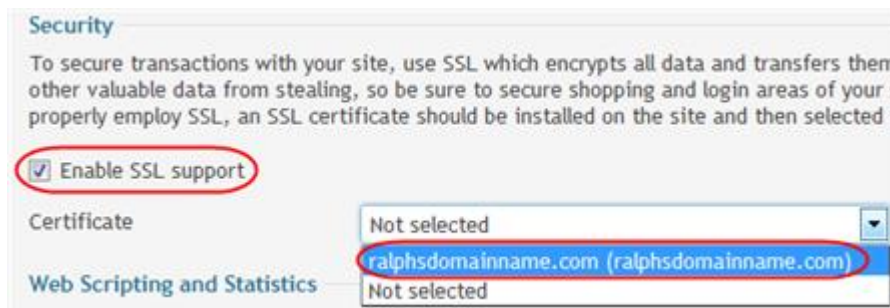 Security
To secure transactions with your site, use SSL which encrypts all data and transfers them
other valuable data from stealing, so be sure to secure shopping and login areas of your
properly employ SSL, an SSL certificate should be installed on the site and then selected
Enable SSL support
Certificate
Not selected
ralphsdomainname.com (ralphsdomainname.com)
Web Scripting and Statistics
Not selected